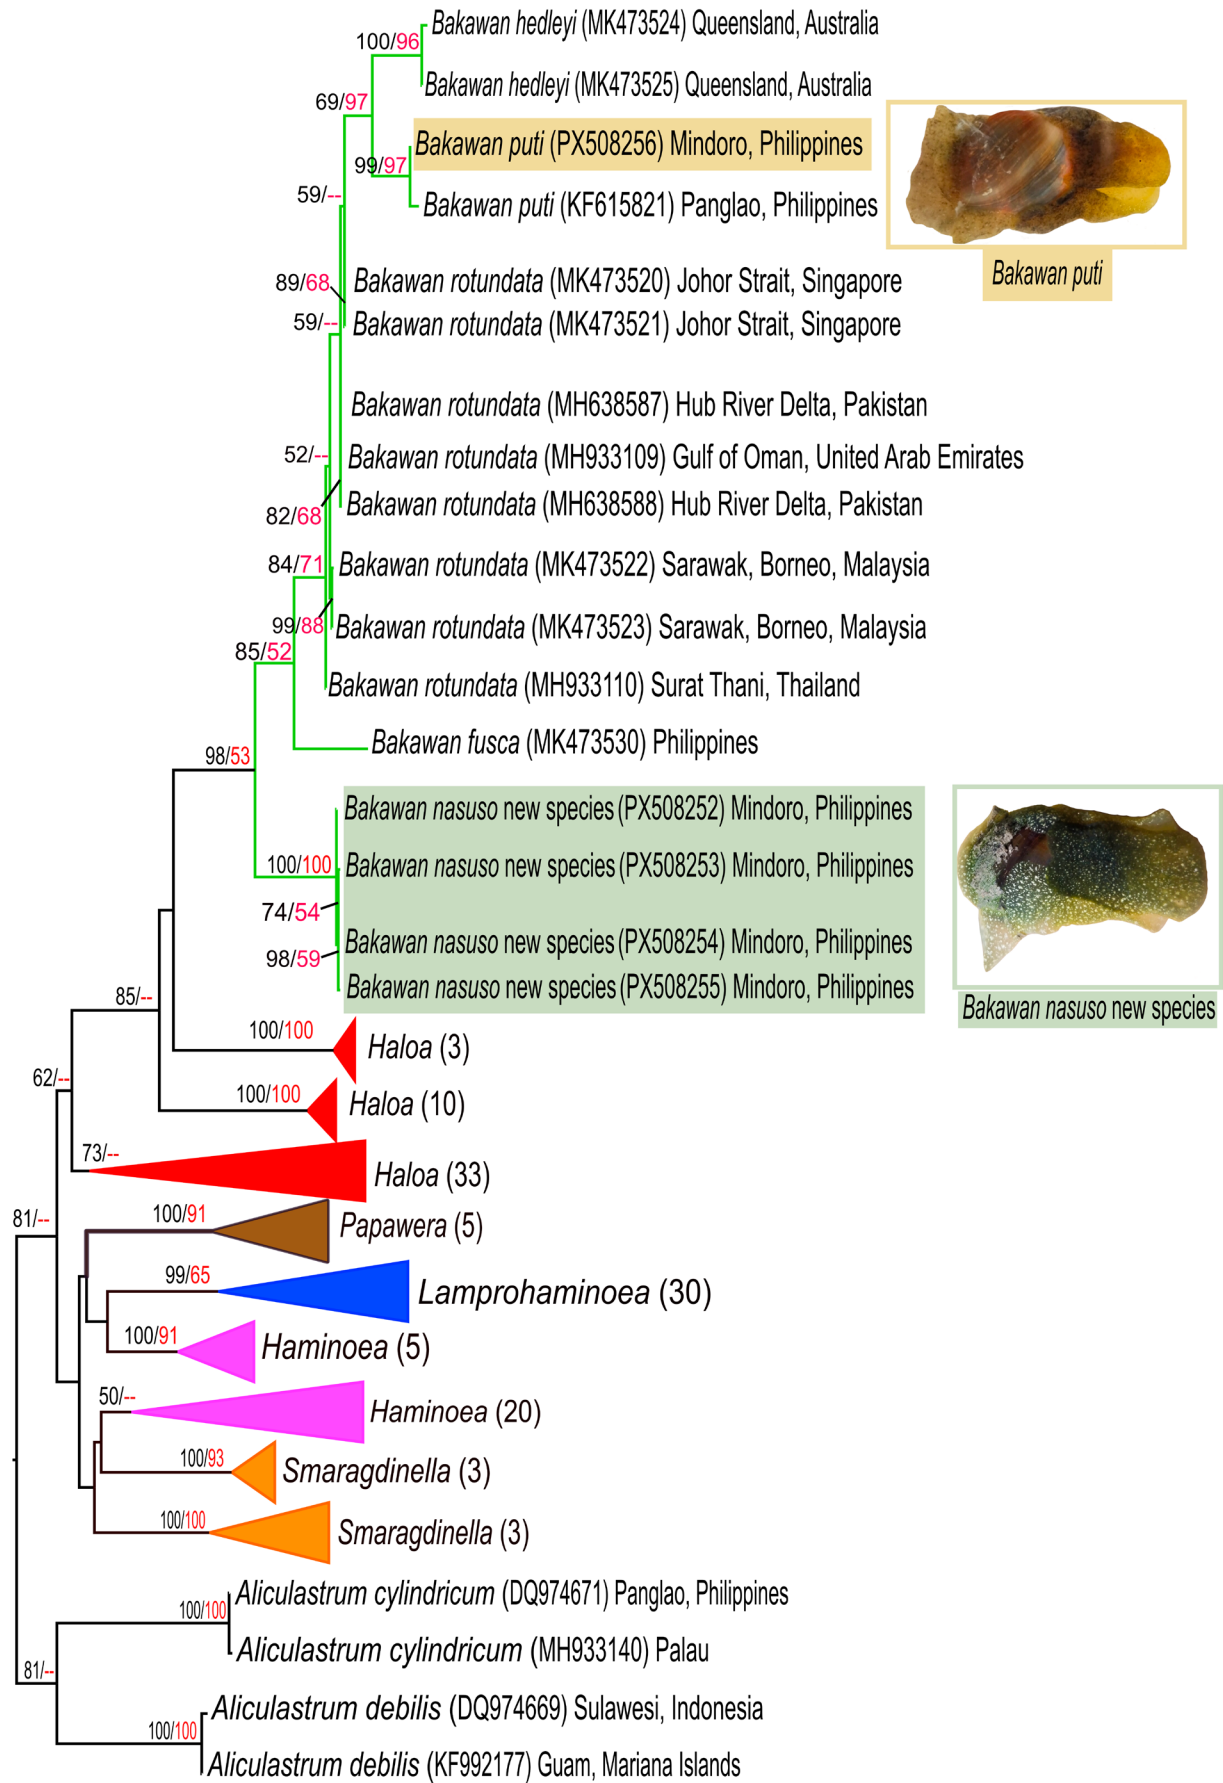 Bakawan hedleyi (MK473524) Queensland, Australia
100/96
Bakawan hedleyi (MK473525) Queensland, Australia
69/97
Bakawan puti (PX508256) Mindoro, Philippines
99/97
Bakawan puti (KF615821) Panglao, Philippines
Bakawan puti
59/--
89/68
Bakawan rotundata (MK473520) Johor Strait, Singapore
59/--
Bakawan rotundata (MK473521) Johor Strait, Singapore
Bakawan rotundata (MH638587) Hub River Delta, Pakistan
52/--
Bakawan rotundata (MH933109) Gulf of Oman, United Arab Emirates
82/68
Bakawan rotundata (MH638588) Hub River Delta, Pakistan
84/71
Bakawan rotundata (MK473522) Sarawak, Borneo, Malaysia
99/88
Bakawan rotundata (MK473523) Sarawak, Borneo, Malaysia
85/52
Bakawan rotundata (MH933110) Surat Thani, Thailand
Bakawan fusca (MK473530) Philippines
98/53
Bakawan nasuso new species (PX508252) Mindoro, Philippines
100/100
Bakawan nasuso new species (PX508253) Mindoro, Philippines
74/54
Bakawan nasuso new species (PX508254) Mindoro, Philippines
98/59
Bakawan nasuso new species (PX508255) Mindoro, Philippines
Bakawan nasuso new species
85/--
100/100
Haloa (3)
62/--
100/100
Haloa (10)
73/--
Haloa (33)
81/--
100/91
Papawera (5)
99/65
Lamprohaminoea (30)
100/91
Haminoea (5)
50/--
Haminoea (20)
100/93
Smaragdinella (3)
100/100
Smaragdinella (3)
Aliculastrum cylindricum (DQ974671) Panglao, Philippines
100/100
Aliculastrum cylindricum (MH933140) Palau
81/--
Aliculastrum debilis (DQ974669) Sulawesi, Indonesia
100/100
Aliculastrum debilis (KF992177) Guam, Mariana Islands